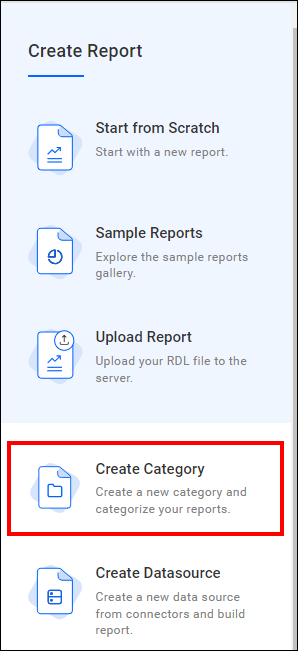 Create Report
Start from Scratch
Start with a new report.
Sample Reports
Explore the sample reports
gallery.
Upload Report
Upload your RDL file to the
server.
Create Category
Create a new category and
categorize your reports.
Create Datasource
Create a new data source
from connectors and build
report.